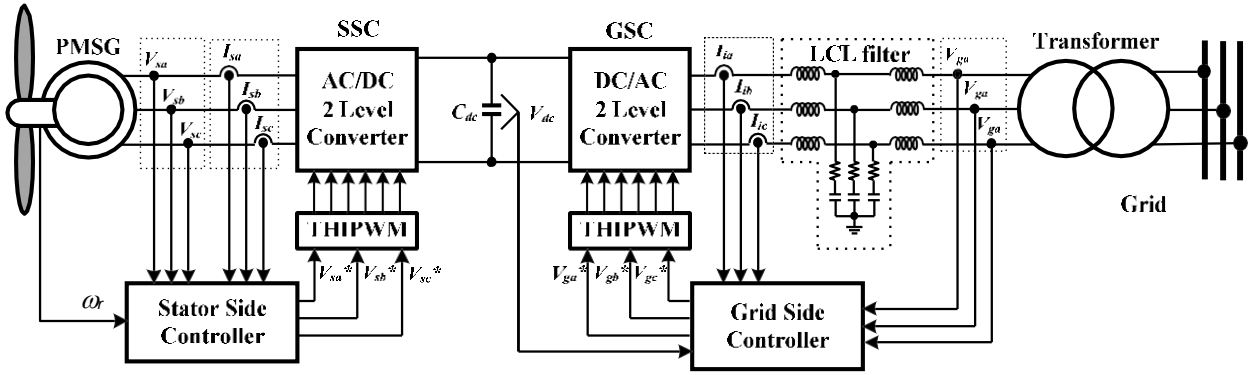 PMSG
Vsa
Vsb
Vsc
Isa
Isb
Isc
SSC
AC/DC
2 Level
Converter
Cdc
Vdc
GSC
DC/AC
2 Level
Converter
Iia
Iib
Iic
LCL filter
Vga
Vga
Vga
Transformer
Grid
THIPWM
THIPWM
Vsa*
Vsb*
Vsc*
Vga*
Vgb*
Vgc*
ωr
Stator Side
Controller
Grid Side
Controller